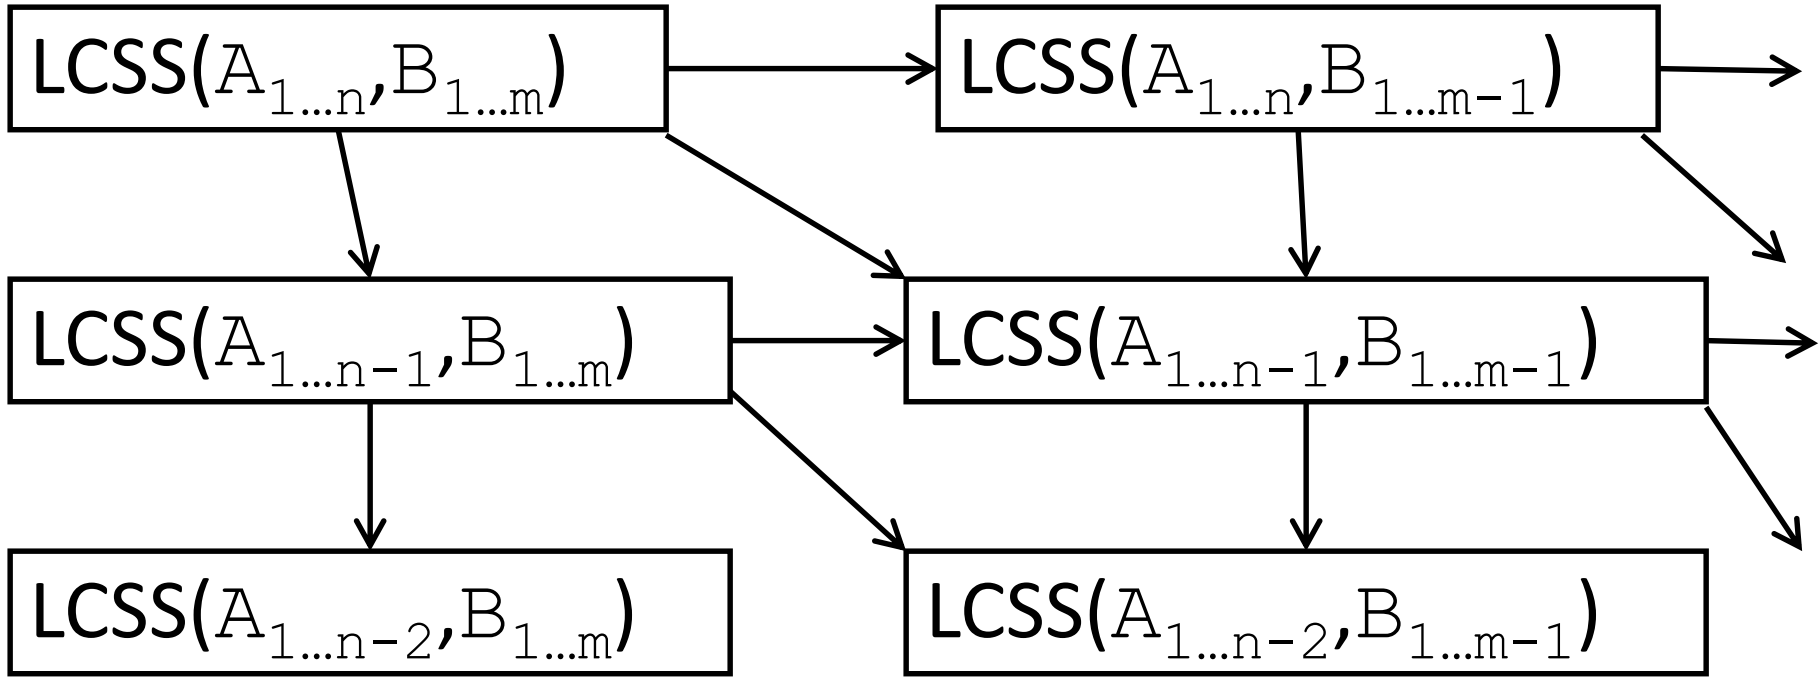 LCSS(A1…n,B1…m) LCSS(A1…n,B1…m-1)
LCSS(A1…n-1,B1…m) LCSS(A1…n-1,B1…m-1)
LCSS(A1…n-2,B1…m) LCSS(A1…n-2,B1…m-1)